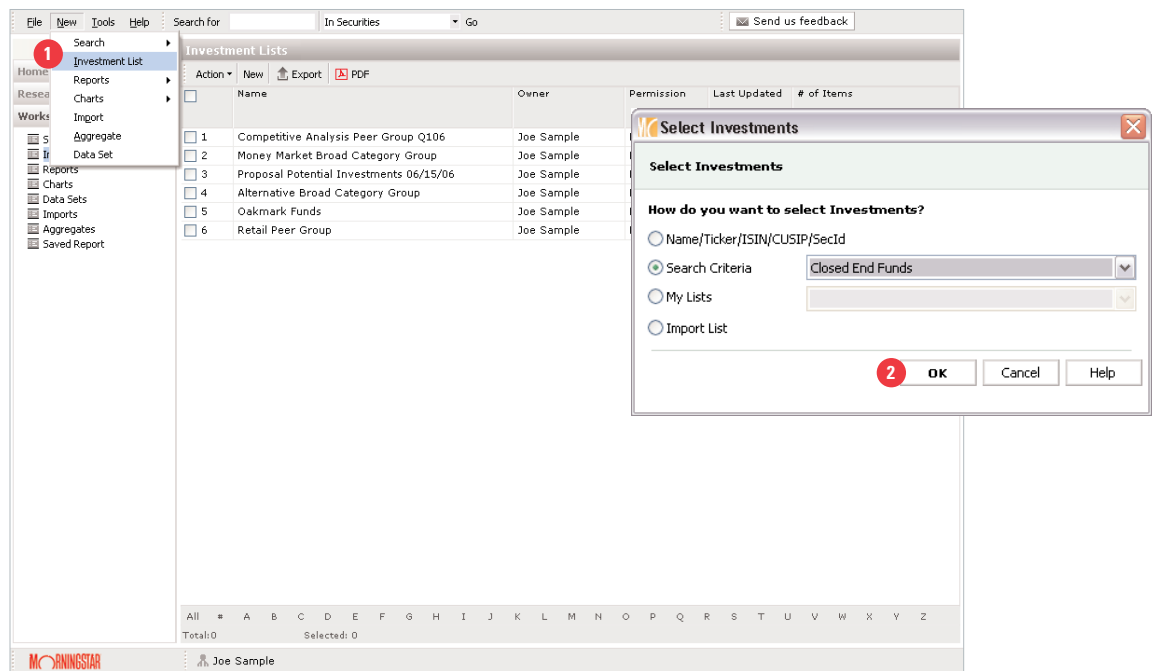 File New Tools Help Search for In Securities Go Send us feedback
1
Search
Investment List
Reports
Charts
Import
Aggregate
Data Set
Home
Resea
Works
S
I
Reports
Charts
Data Sets
Imports
Aggregates
Saved Report
Investment Lists
Action New Export PDF
Name Owner Permission Last Updated # of Items
1 Competitive Analysis Peer Group Q106 Joe Sample
2 Money Market Broad Category Group Joe Sample
3 Proposal Potential Investments 06/15/06 Joe Sample
4 Alternative Broad Category Group Joe Sample
5 Oakmark Funds Joe Sample
6 Retail Peer Group Joe Sample
Select Investments
Select Investments
How do you want to select Investments?
Name/Ticker/ISIN/CUSIP/SecId
Search Criteria Closed End Funds
My Lists
Import List
2 OK Cancel Help
All # A B C D E F G H I J K L M N O P Q R S T U V W X Y Z
Total:0 Selected: 0
MORNINGSTAR Joe Sample